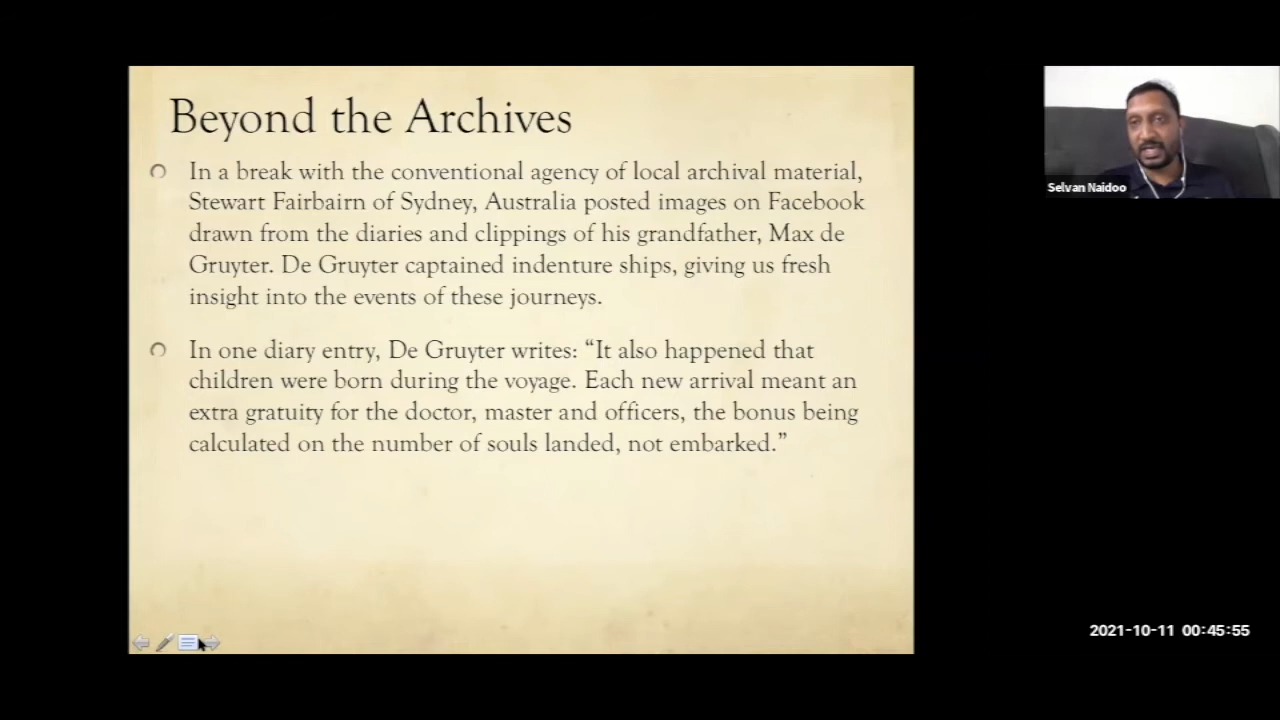 Beyond the Archives
In a break with the conventional agency of local archival material,
Stewart Fairbairn of Sydney, Australia posted images on Facebook
drawn from the diaries and clippings of his grandfather, Max de
Gruyter. De Gruyter captained indenture ships, giving us fresh
insight into the events of these journeys.
In one diary entry, De Gruyter writes: “It also happened that
children were born during the voyage. Each new arrival meant an
extra gratuity for the doctor, master and officers, the bonus being
calculated on the number of souls landed, not embarked.”
Selvan Naidoo
2021-10-11 00:45:55